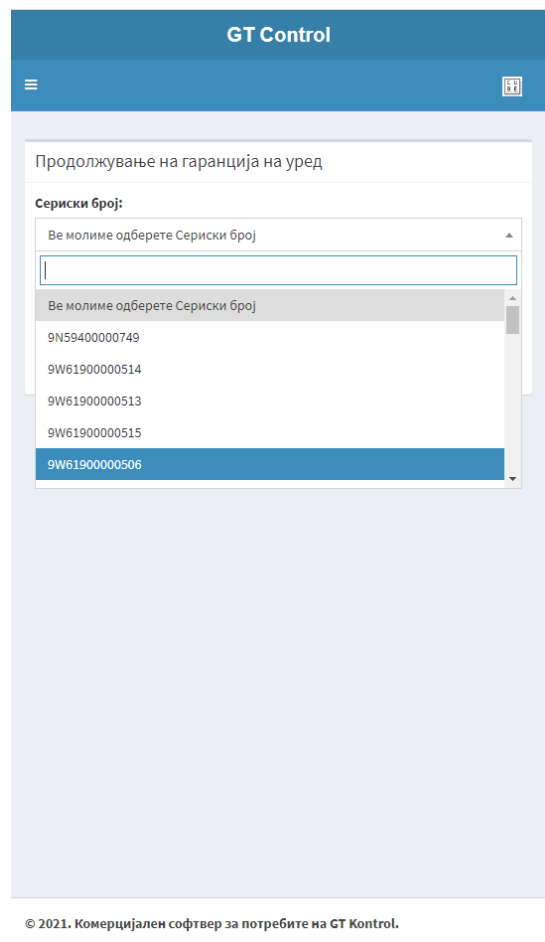 GT Control
Продолжување на гаранција на уред
Сериски број:
Ве молиме одберете Сериски број
Ве молиме одберете Сериски број
9N59400000749
9W61900000514
9W61900000513
9W61900000515
9W61900000506
© 2021. Комерцијален софтвер за потребите на GT Kontrol.